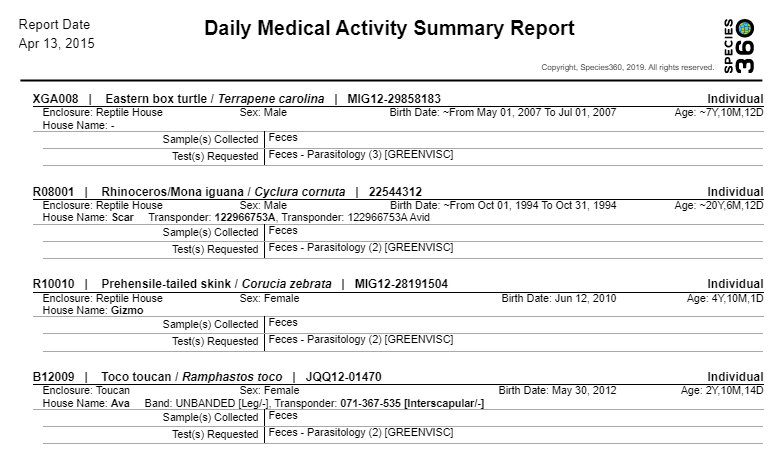 Report Date
Apr 13, 2015
Daily Medical Activity Summary Report
SPECIES 360
Copyright, Species360, 2019. All rights reserved.
XGA008 | Eastern box turtle / Terrapene carolina | MIG12-29858183 Individual
Enclosure: Reptile House Sex: Male Birth Date: ~From May 01, 2007 To Jul 01, 2007 Age: ~7Y,10M,12D
House Name: -
Sample(s) Collected Feces
Test(s) Requested Feces - Parasitology (3) [GREENVISC]
R08001 | Rhinoceros/Mona iguana / Cyclura cornuta | 22544312 Individual
Enclosure: Reptile House Sex: Male Birth Date: ~From Oct 01, 1994 To Oct 31, 1994 Age: ~20Y,6M,12D
House Name: Scar Transponder: 122966753A, Transponder: 122966753A Avid
Sample(s) Collected Feces
Test(s) Requested Feces - Parasitology (2) [GREENVISC]
R10010 | Prehensile-tailed skink / Corucia zebrata | MIG12-28191504 Individual
Enclosure: Reptile House Sex: Female Birth Date: Jun 12, 2010 Age: 4Y,10M,1D
House Name: Gizmo
Sample(s) Collected Feces
Test(s) Requested Feces - Parasitology (2) [GREENVISC]
B12009 | Toco toucan / Ramphastos toco | JQQ12-01470 Individual
Enclosure: Toucan Sex: Female Birth Date: May 30, 2012 Age: 2Y,10M,14D
House Name: Ava Band: UNBANDED [Leg/-], Transponder: 071-367-535 [Interscapular/-]
Sample(s) Collected Feces
Test(s) Requested Feces - Parasitology (2) [GREENVISC]